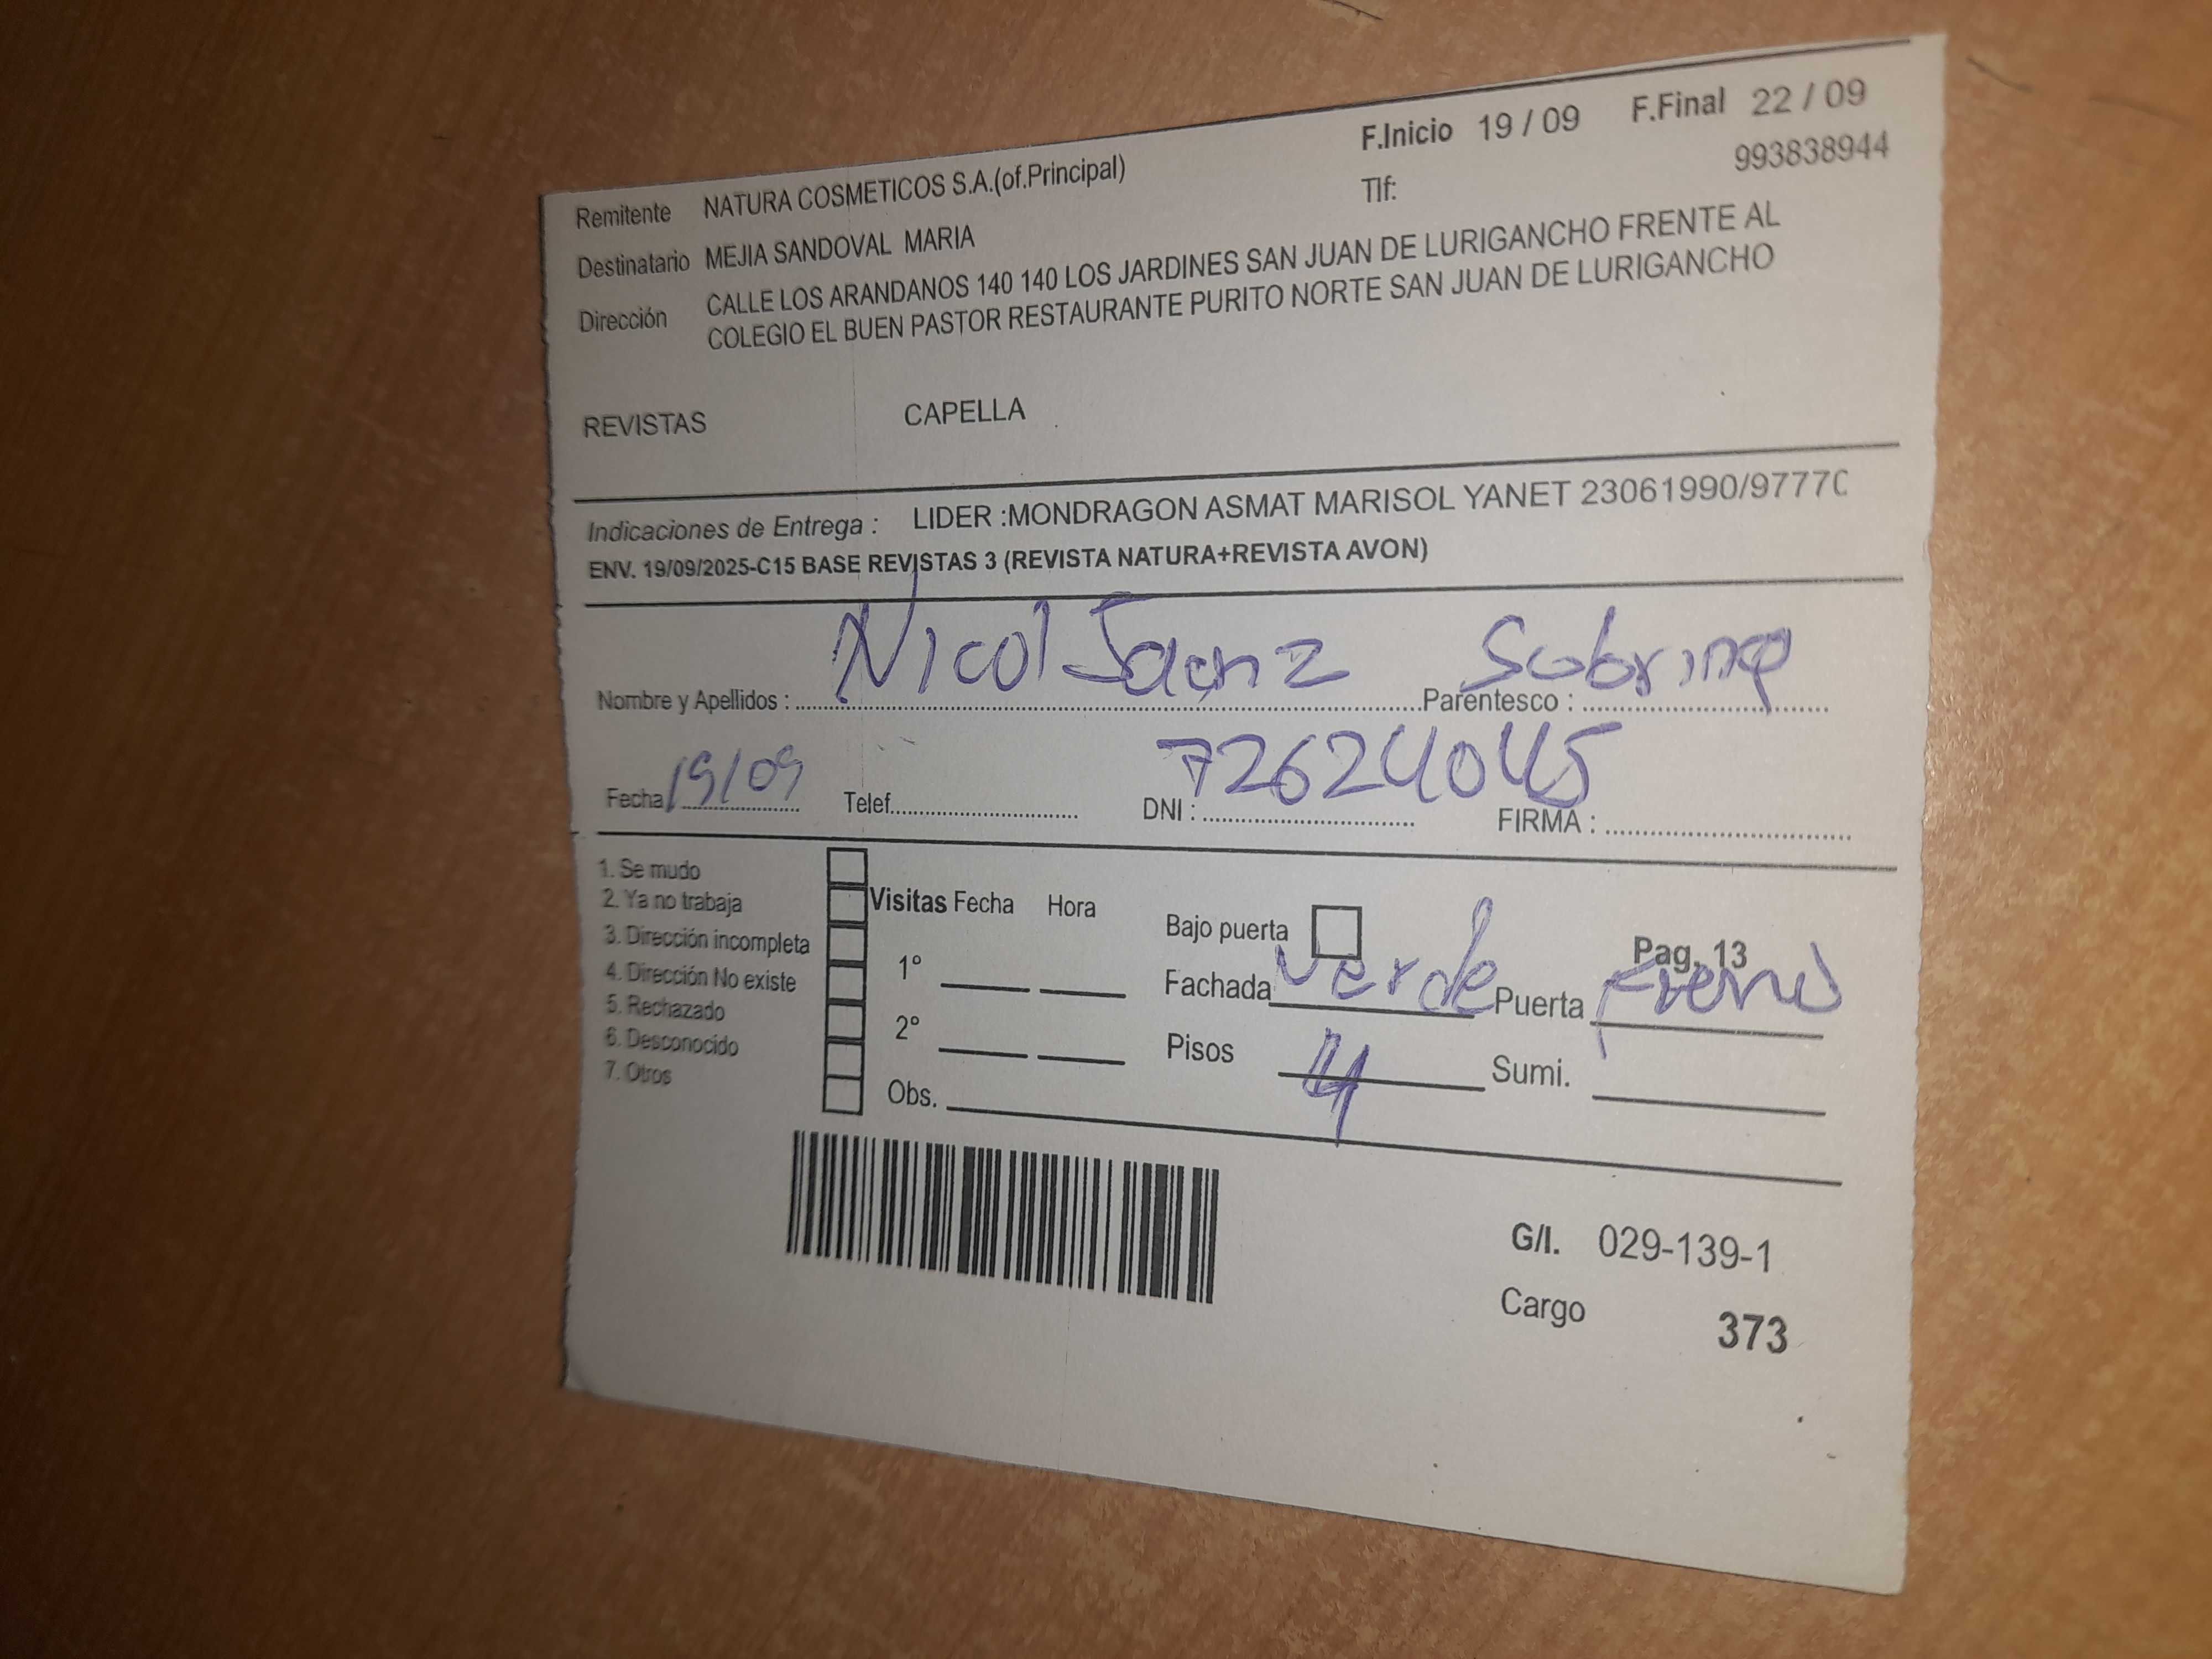 F.Inicio 19 / 09 F.Final 22 / 09
Remitente NATURA COSMETICOS S.A.(of.Principal) Tlf: 993838944
Destinatario MEJIA SANDOVAL MARIA
Dirección CALLE LOS ARANDANOS 140 140 LOS JARDINES SAN JUAN DE LURIGANCHO FRENTE AL
COLEGIO EL BUEN PASTOR RESTAURANTE PURITO NORTE SAN JUAN DE LURIGANCHO
REVISTAS CAPELLA
Indicaciones de Entrega : LIDER :MONDRAGON ASMAT MARISOL YANET 23061990/9777
ENV. 19/09/2025-C15 BASE REVISTAS 3 (REVISTA NATURA+REVISTA AVON)
Nombre y Apellidos : Nicol Saenz Parentesco : Sobrina
Fecha 19/09 Telef. DNI : 72624045 FIRMA :
1. Se mudo
2. Ya no trabaja
3. Dirección incompleta
4. Dirección No existe
5. Rechazado
6. Desconocido
7. Otros
Visitas Fecha Hora
1°
2°
Obs.
Bajo puerta Pag. 13
Fachada Verde Puerta
Pisos 4 Sumi.
G/I. 029-139-1
Cargo 373